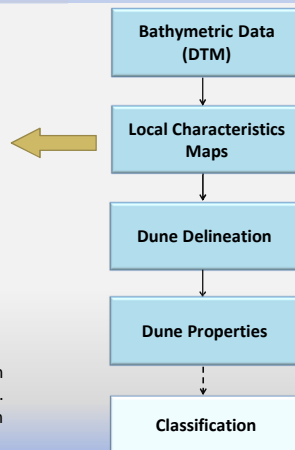 Bathymetric Data
(DTM)
Local Characteristics
Maps
Dune Delineation
Dune Properties
Classification